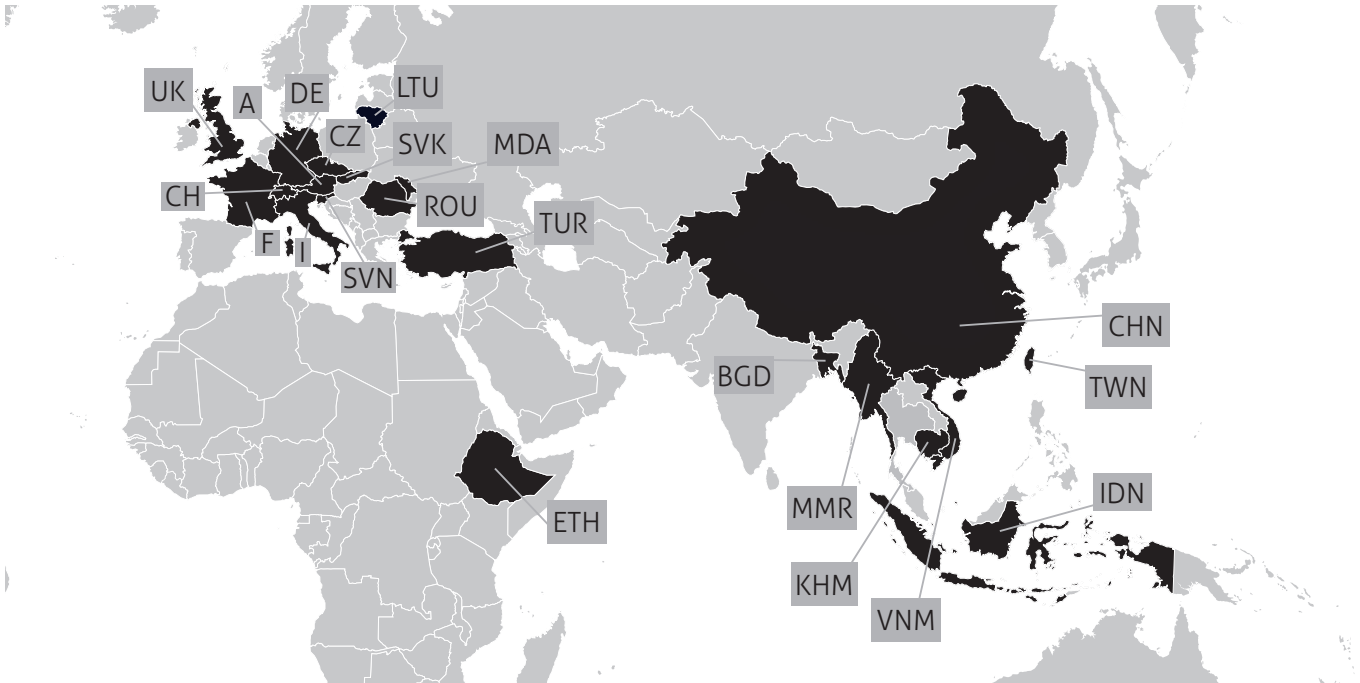 UK
A
DE
LTU
CZ
SVK
MDA
CH
ROU
TUR
F
I
SVN
CHN
BGD
TWN
MMR
IDN
ETH
KHM
VNM